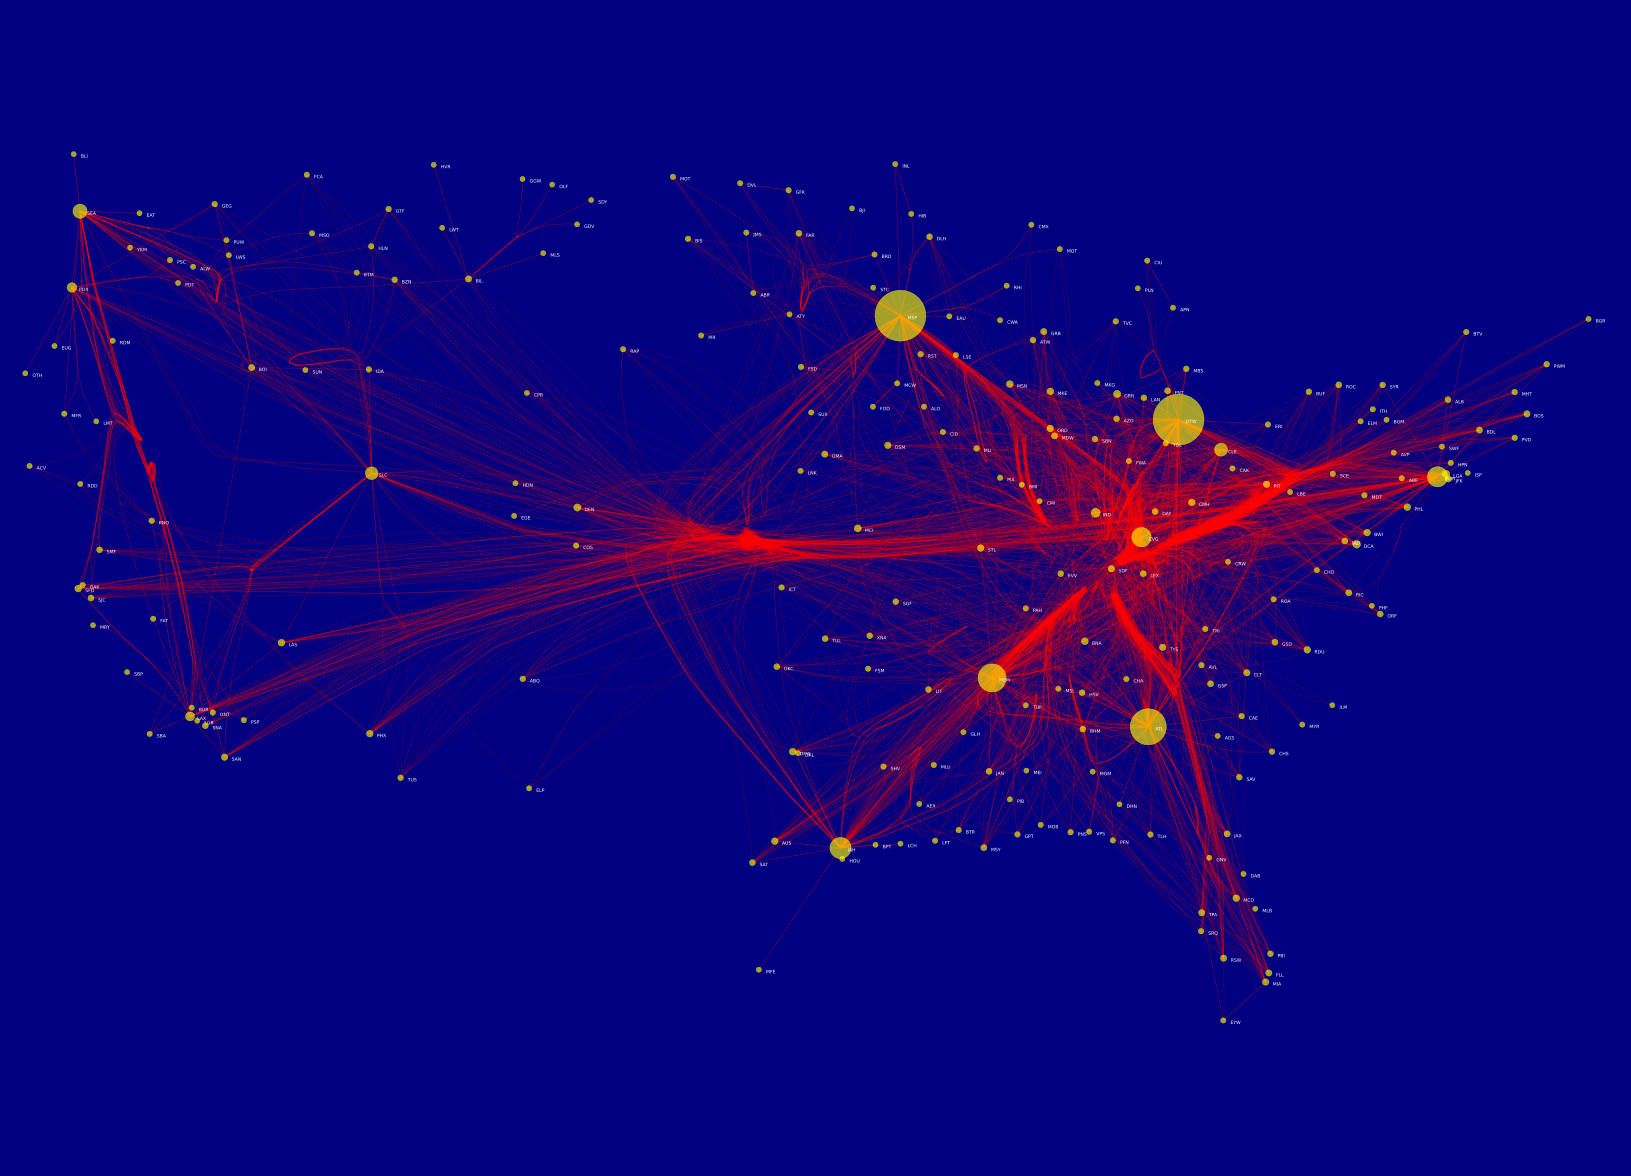 BLI
HVR
INL
FCA
GGW
OLF
MOT
DVL
GFK
SDY
GEG
BJI
GTF
HIB
SEA
EAT
GDV
LWT
CMX
MSO
JMS
FAR
BIS
DLH
PUW
HLN
YKM
MOT
MLS
LWS
BRD
PSC
CIU
ALW
BTM
BZN
BIL
PDT
PDX
STC
RHI
PLN
ABR
APN
ATY
MSP
EAU
CWA
TVC
BGR
GRB
BTV
PIR
RDM
ATW
EUG
RAP
RST
LSE
PWM
BOI
SUN
IDA
FSD
MBS
OTH
MCW
MSN
MKG
BUF
ROC
SYR
MKE
FNT
MHT
CPR
GRR
LAN
ALB
FOD
ALO
ITH
MFR
SUX
BOS
LMT
AZO
DTW
ELM
BGM
ERI
ORD
CID
BDL
MDW
SBN
PVD
TOL
DSM
MLI
CLE
SWF
OMA
AVP
FWA
HPN
ACV
CAK
LNK
SLC
SCE
LGA
ISP
PIA
ABE
JFK
RDD
HDN
BMI
PIT
LBE
MDT
CMI
CMH
DEN
PHL
IND
DAY
EGE
RNO
MCI
BWI
CVG
DCA
COS
STL
SMF
CRW
SDF
EVV
LEX
CHO
OAK
SFO
ICT
RIC
SJC
SGF
ROA
PHF
PAH
ORF
FAT
MRY
TRI
TUL
XNA
LAS
BNA
GSO
TYS
RDU
OKC
FSM
AVL
SBP
CLT
ABQ
MEM
CHA
GSP
LIT
MSL
HSV
BUR
TUP
ILM
ONT
LAX
CAE
PSP
LGB
SNA
MYR
ATL
BHM
GLH
SBA
PHX
AGS
CHS
DAL
SAN
SHV
MLU
JAN
MEI
MGM
TUS
SAV
ELP
PIB
AEX
DHN
MOB
BTR
GPT
PNS
VPS
TLH
JAX
AUS
LFT
PFN
BPT
LCH
IAH
MSY
GNV
HOU
SAT
DAB
MCO
MLB
TPA
SRQ
PBI
RSW
MFE
FLL
MIA
EYW